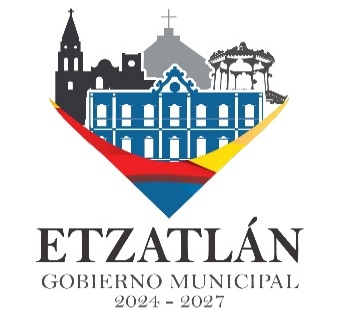 ETZATLÁN
GOBIERNO MUNICIPAL
2024 - 2027